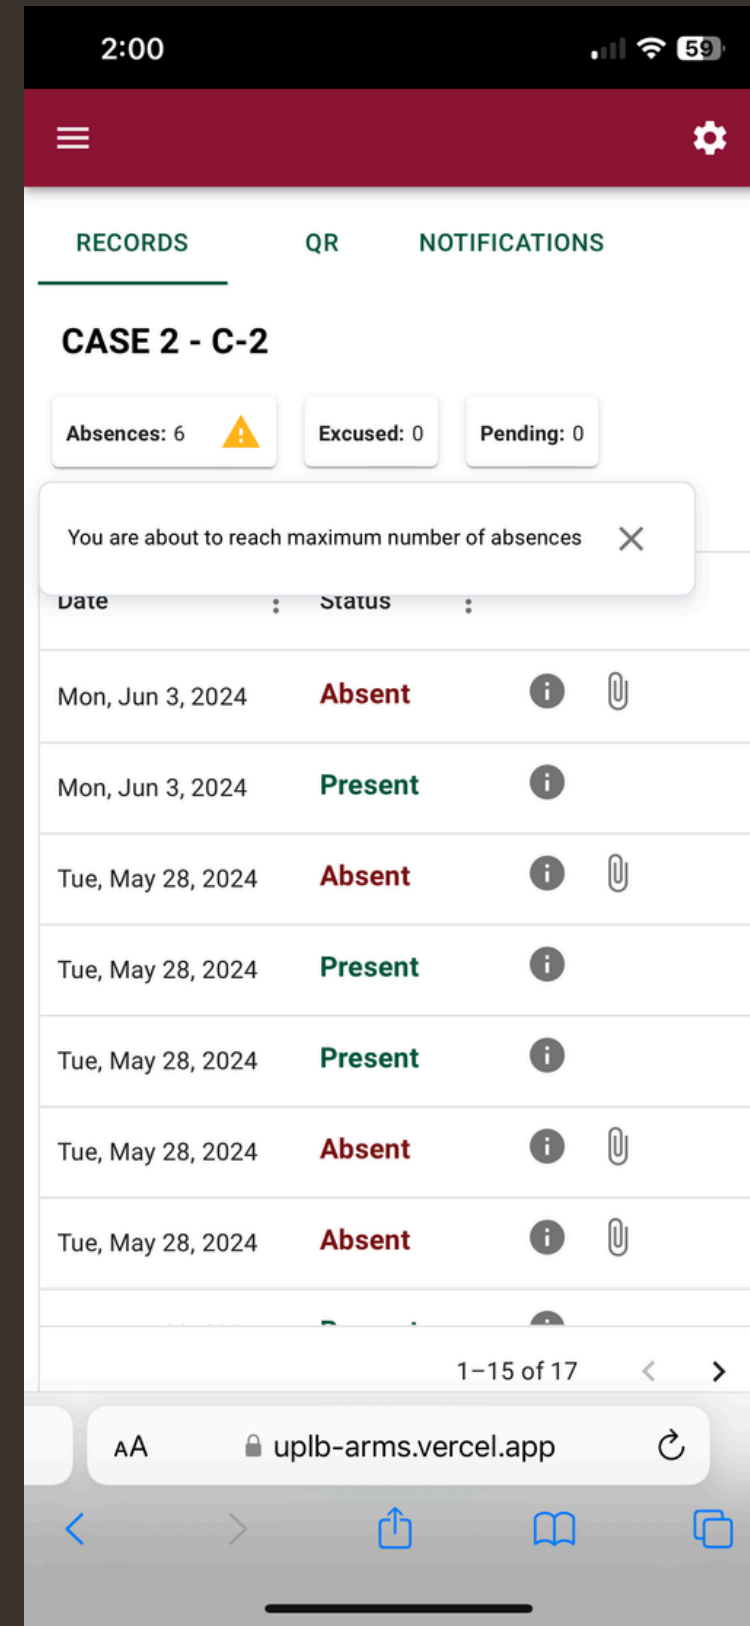 2:00
59
RECORDS QR NOTIFICATIONS
CASE 2 - C-2
Absences: 6 Excused: 0 Pending: 0
You are about to reach maximum number of absences
Date Status
Mon, Jun 3, 2024 Absent
Mon, Jun 3, 2024 Present
Tue, May 28, 2024 Absent
Tue, May 28, 2024 Present
Tue, May 28, 2024 Present
Tue, May 28, 2024 Absent
Tue, May 28, 2024 Absent
1–15 of 17
AA uplb-arms.vercel.app